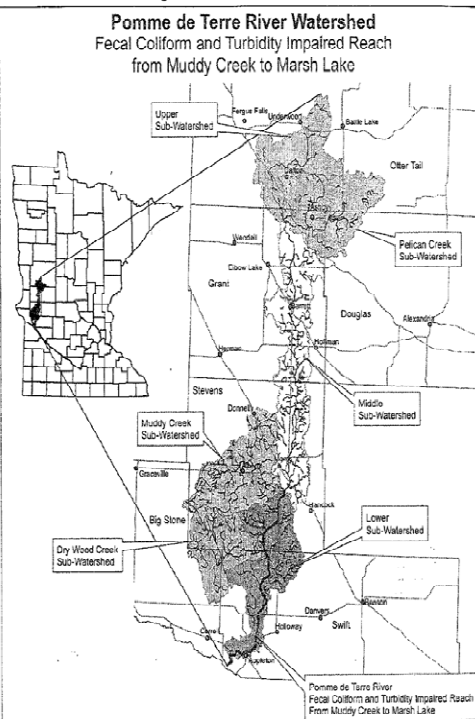 Pomme de Terre River Watershed
Fecal Coliform and Turbidity Impaired Reach
from Muddy Creek to Marsh Lake
Upper
Sub-Watershed
Fergus Falls
Underwood
Battle Lake
Otter Tail
Pelican Creek
Sub-Watershed
Wendell
Elbow Lake
Grant
Barrett
Douglas
Alexandria
Herman
Hoffman
Stevens
Donnelly
Middle
Sub-Watershed
Muddy Creek
Sub-Watershed
Graceville
Hancock
Big Stone
Lower
Sub-Watershed
Dry Wood Creek
Sub-Watershed
Benson
Danvers
Holloway
Swift
Correll
Appleton
Pomme de Terre River
Fecal Coliform and Turbidity Impaired Reach
From Muddy Creek to Marsh Lake